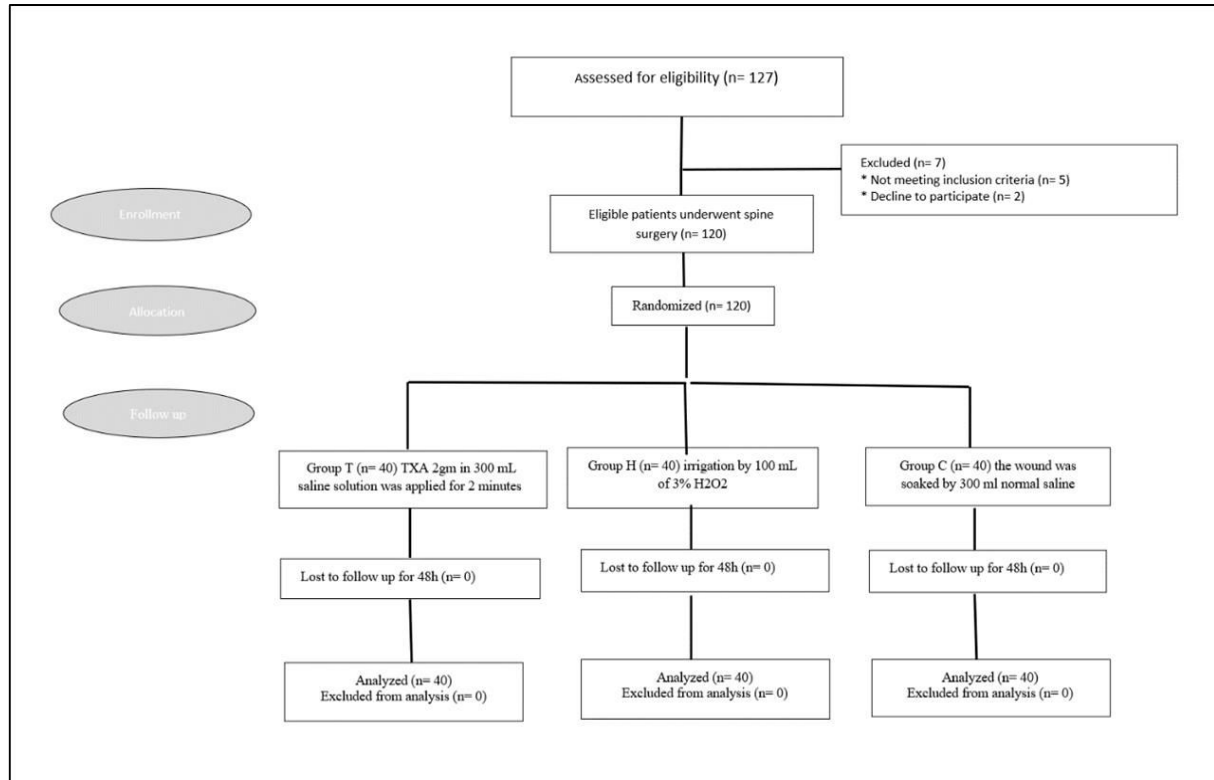 Assessed for eligibility (n= 127)
Excluded (n= 7)
* Not meeting inclusion criteria (n= 5)
* Decline to participate (n= 2)
Enrollment
Eligible patients underwent spine
surgery (n= 120)
Allocation
Randomized (n= 120)
Follow up
Group T (n= 40) TXA 2gm in 300 mL
saline solution was applied for 2 minutes
Group H (n= 40) irrigation by 100 mL
of 3% H2O2
Group C (n= 40) the wound was
soaked by 300 ml normal saline
Lost to follow up for 48h (n= 0)
Lost to follow up for 48h (n= 0)
Lost to follow up for 48h (n= 0)
Analyzed (n= 40)
Excluded from analysis (n= 0)
Analyzed (n= 40)
Excluded from analysis (n= 0)
Analyzed (n= 40)
Excluded from analysis (n= 0)